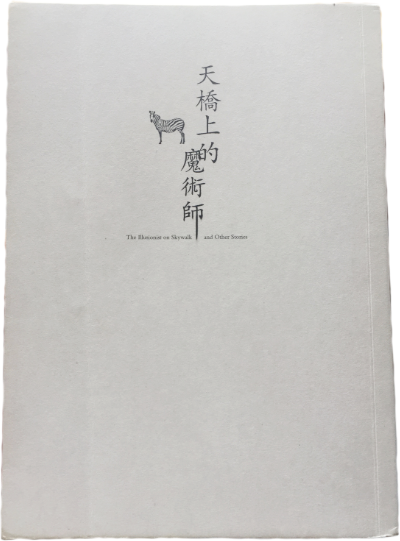 天橋上的魔術師
The Illusionist on Skywalk and Other Stories